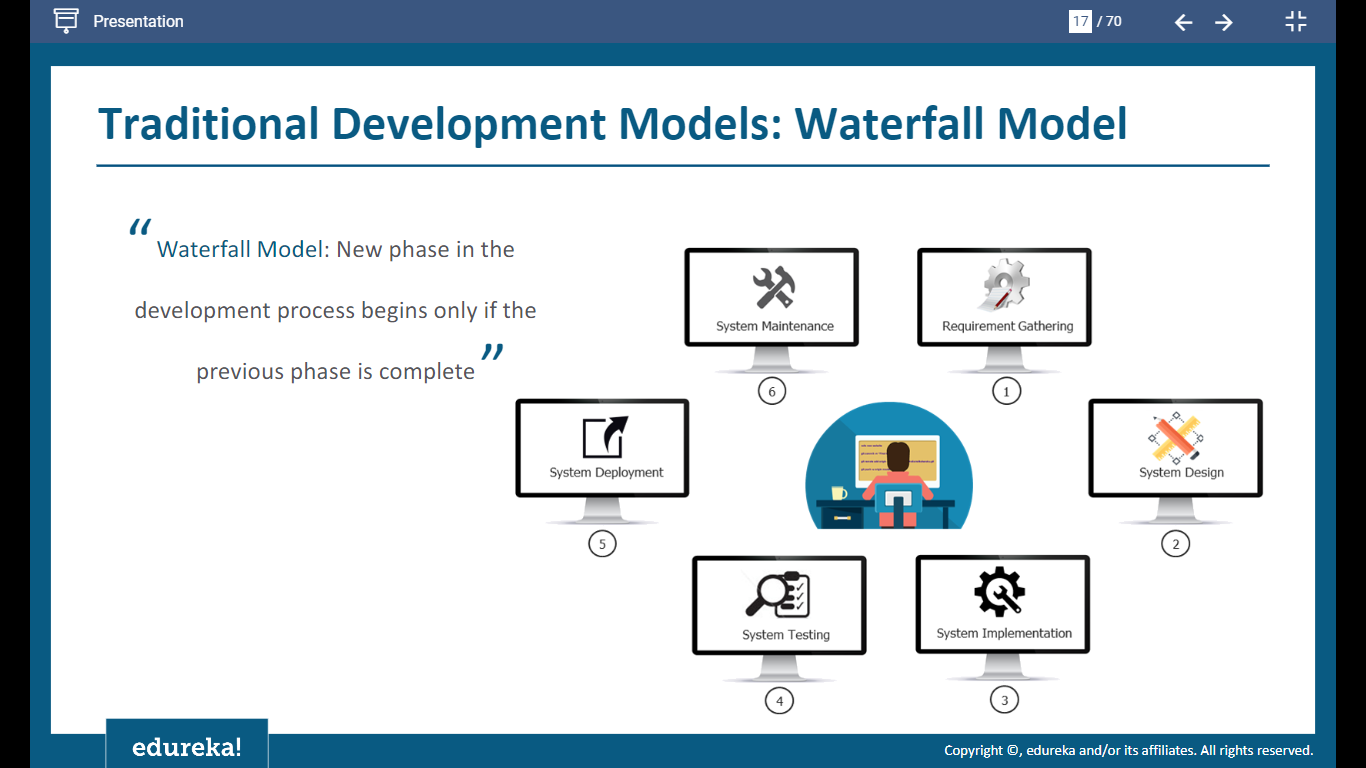 Presentation
17 / 70
Traditional Development Models: Waterfall Model
“ Waterfall Model: New phase in the
development process begins only if the
previous phase is complete ”
System Maintenance
6
Requirement Gathering
1
System Deployment
5
System Design
2
System Testing
4
System Implementation
3
edureka!
Copyright ©, edureka and/or its affiliates. All rights reserved.